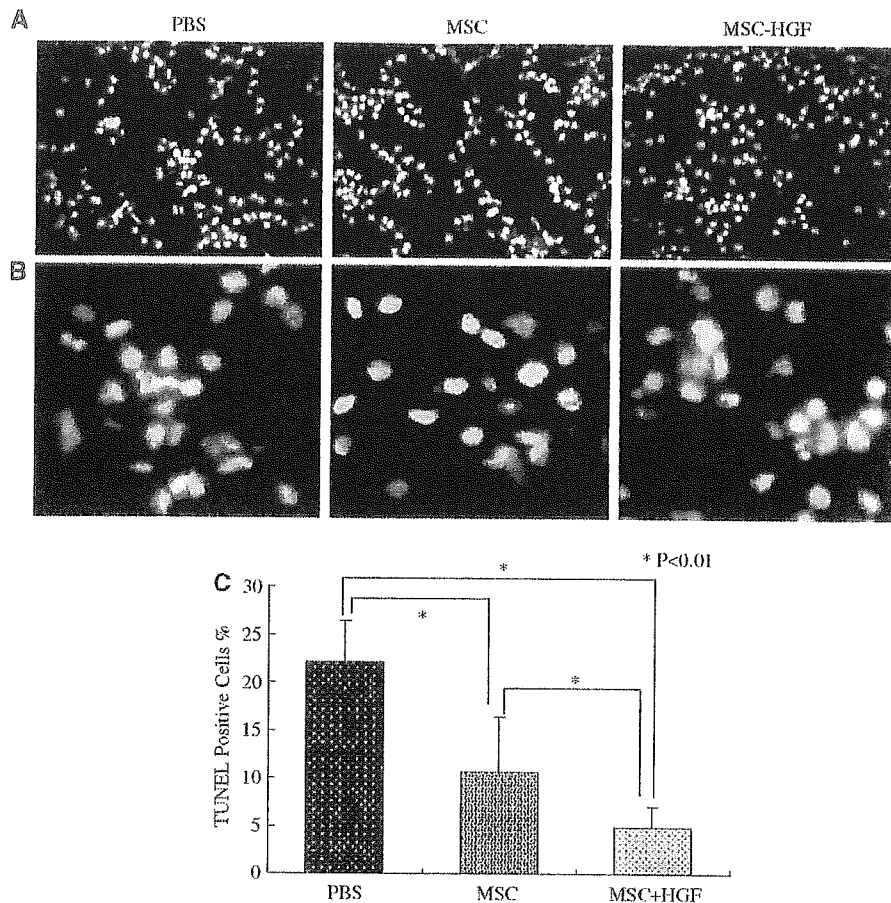 A
PBS
MSC
MSC-HGF
B
C
* P<0.01
*
*
*
TUNEL Positive Cells %
30
25
20
15
10
5
0
PBS
MSC
MSC+HGF